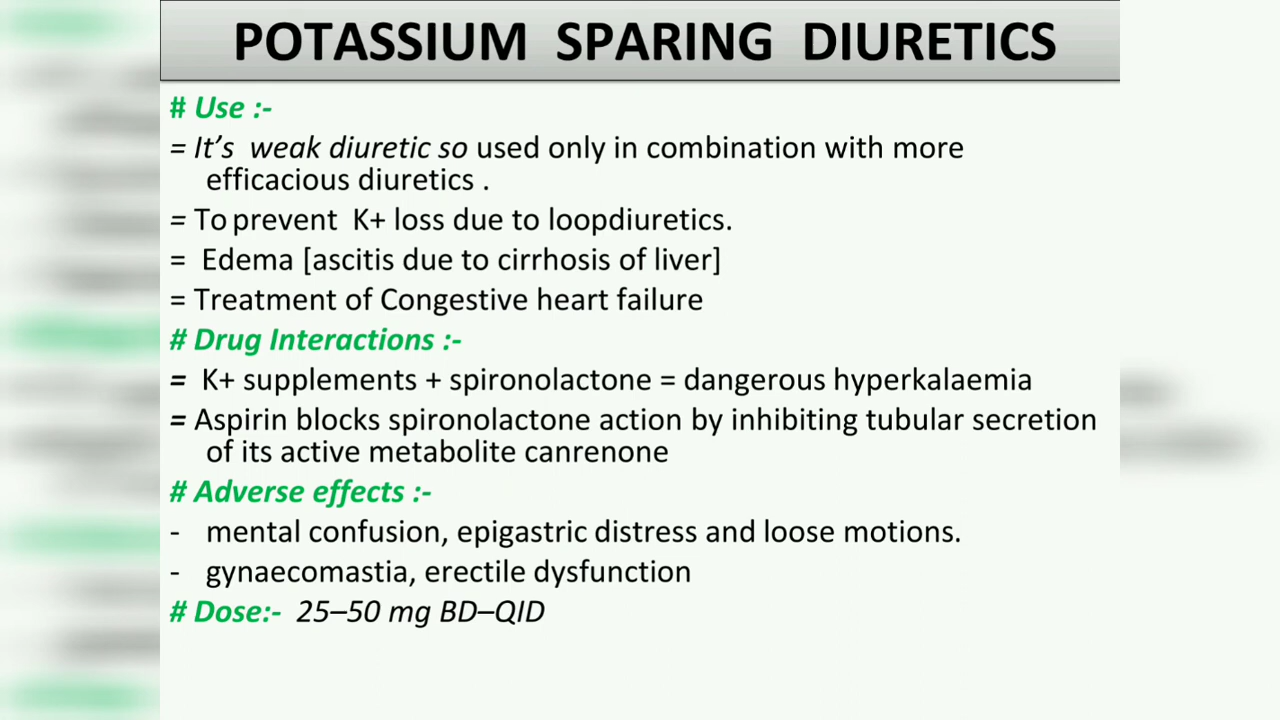 POTASSIUM SPARING DIURETICS
# Use :-
= It's weak diuretic so used only in combination with more
efficacious diuretics .
= To prevent K+ loss due to loopdiuretics.
= Edema [ascitis due to cirrhosis of liver]
= Treatment of Congestive heart failure
# Drug Interactions :-
= K+ supplements + spironolactone = dangerous hyperkalaemia
= Aspirin blocks spironolactone action by inhibiting tubular secretion
of its active metabolite canrenone
# Adverse effects :-
- mental confusion, epigastric distress and loose motions.
- gynaecomastia, erectile dysfunction
# Dose:- 25–50 mg BD–QID